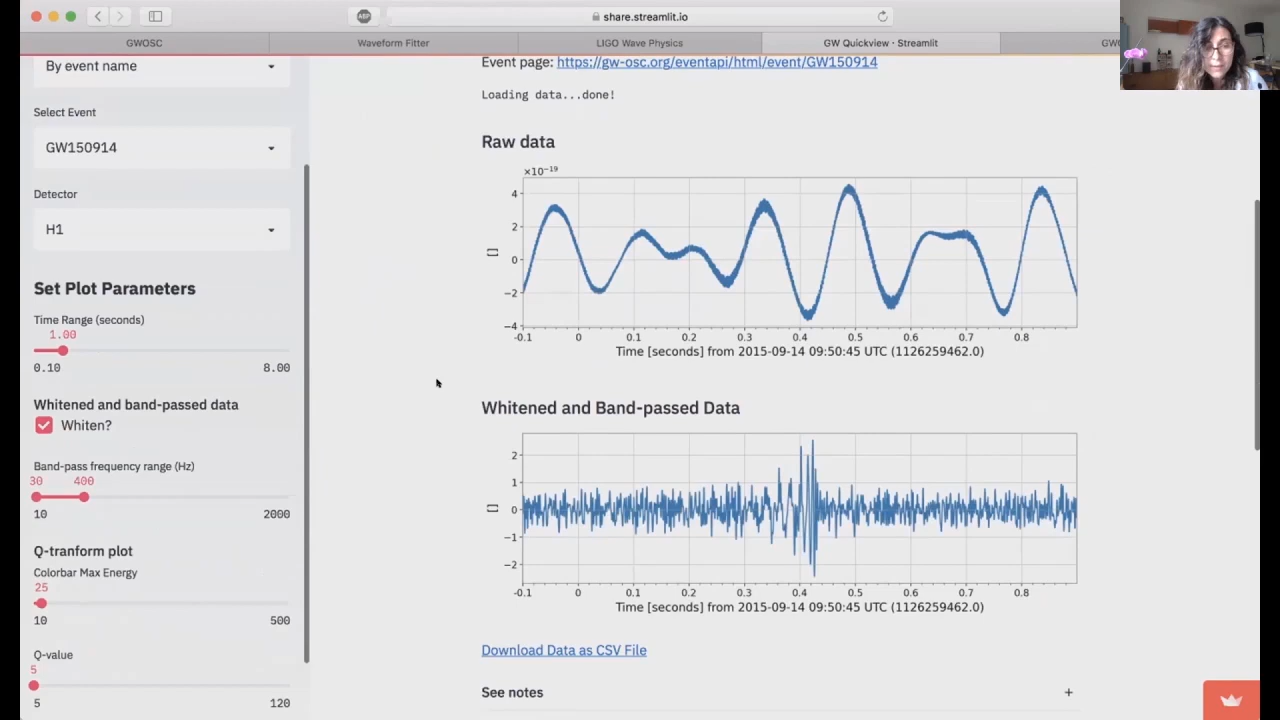 share.streamlit.io
ABP
GWOSC
Waveform Fitter
LIGO Wave Physics
GW Quickview · Streamlit
GW
By event name
Select Event
GW150914
Detector
H1
Set Plot Parameters
Time Range (seconds)
1.00
0.10 8.00
Whitened and band-passed data
Whiten?
Band-pass frequency range (Hz)
30 400
10 2000
Q-tranform plot
Colorbar Max Energy
25
10 500
Q-value
5
5 120
Event page: https://gw-osc.org/eventapi/html/event/GW150914
Loading data...done!
Raw data
×10⁻¹⁹
4
2
0
−2
−4
[]
-0.1 0 0.1 0.2 0.3 0.4 0.5 0.6 0.7 0.8
Time [seconds] from 2015-09-14 09:50:45 UTC (1126259462.0)
Whitened and Band-passed Data
2
1
0
−1
−2
[]
-0.1 0 0.1 0.2 0.3 0.4 0.5 0.6 0.7 0.8
Time [seconds] from 2015-09-14 09:50:45 UTC (1126259462.0)
Download Data as CSV File
See notes +